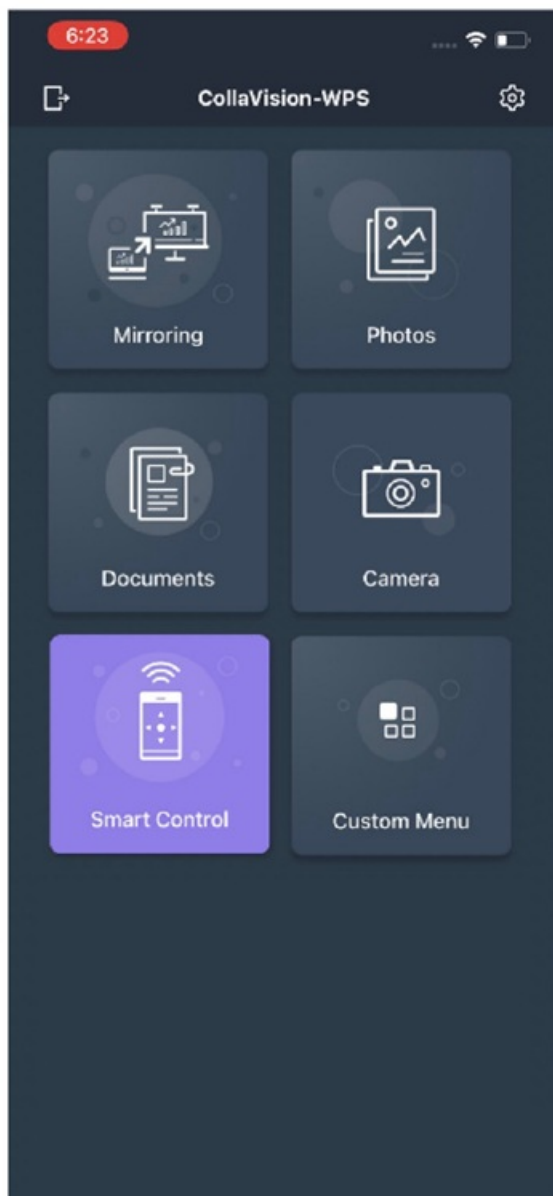 6:23
CollaVision-WPS
Mirroring
Photos
Documents
Camera
Smart Control
Custom Menu